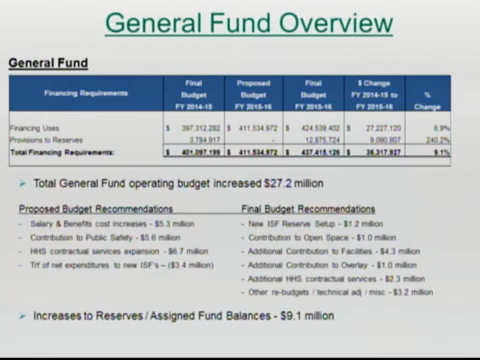 General Fund Overview
General Fund
Financing Requirements Final Budget FY 2014-15 Proposed Budget FY 2015-16 Final Budget FY 2015-16 $ Change FY 2014-15 to FY 2015-16 % Change
Financing Uses $ 397,312,282 $ 411,534,972 $ 424,539,402 $ 27,227,120 6.9%
Provisions to Reserves 3,784,917 - 12,875,724 9,090,807 240.2%
Total Financing Requirements: $ 401,097,199 $ 411,534,972 $ 437,415,126 $ 36,317,927 9.1%
➢ Total General Fund operating budget increased $27.2 million
Proposed Budget Recommendations
– Salary & Benefits cost increases - $5.3 million
– Contribution to Public Safety - $5.6 million
– HHS contractual services expansion - $6.7 million
– Trf of net expenditures to new ISF's – ($3.4 million)
Final Budget Recommendations
– New ISF Reserve Setup - $1.2 million
– Contribution to Open Space - $1.0 million
– Additional Contribution to Facilities - $4.3 million
– Additional Contribution to Overlay - $1.0 million
– Additional HHS contractual services - $2.3 million
– Other re-budgets / technical adj / misc - $3.2 million
➢ Increases to Reserves / Assigned Fund Balances - $9.1 million